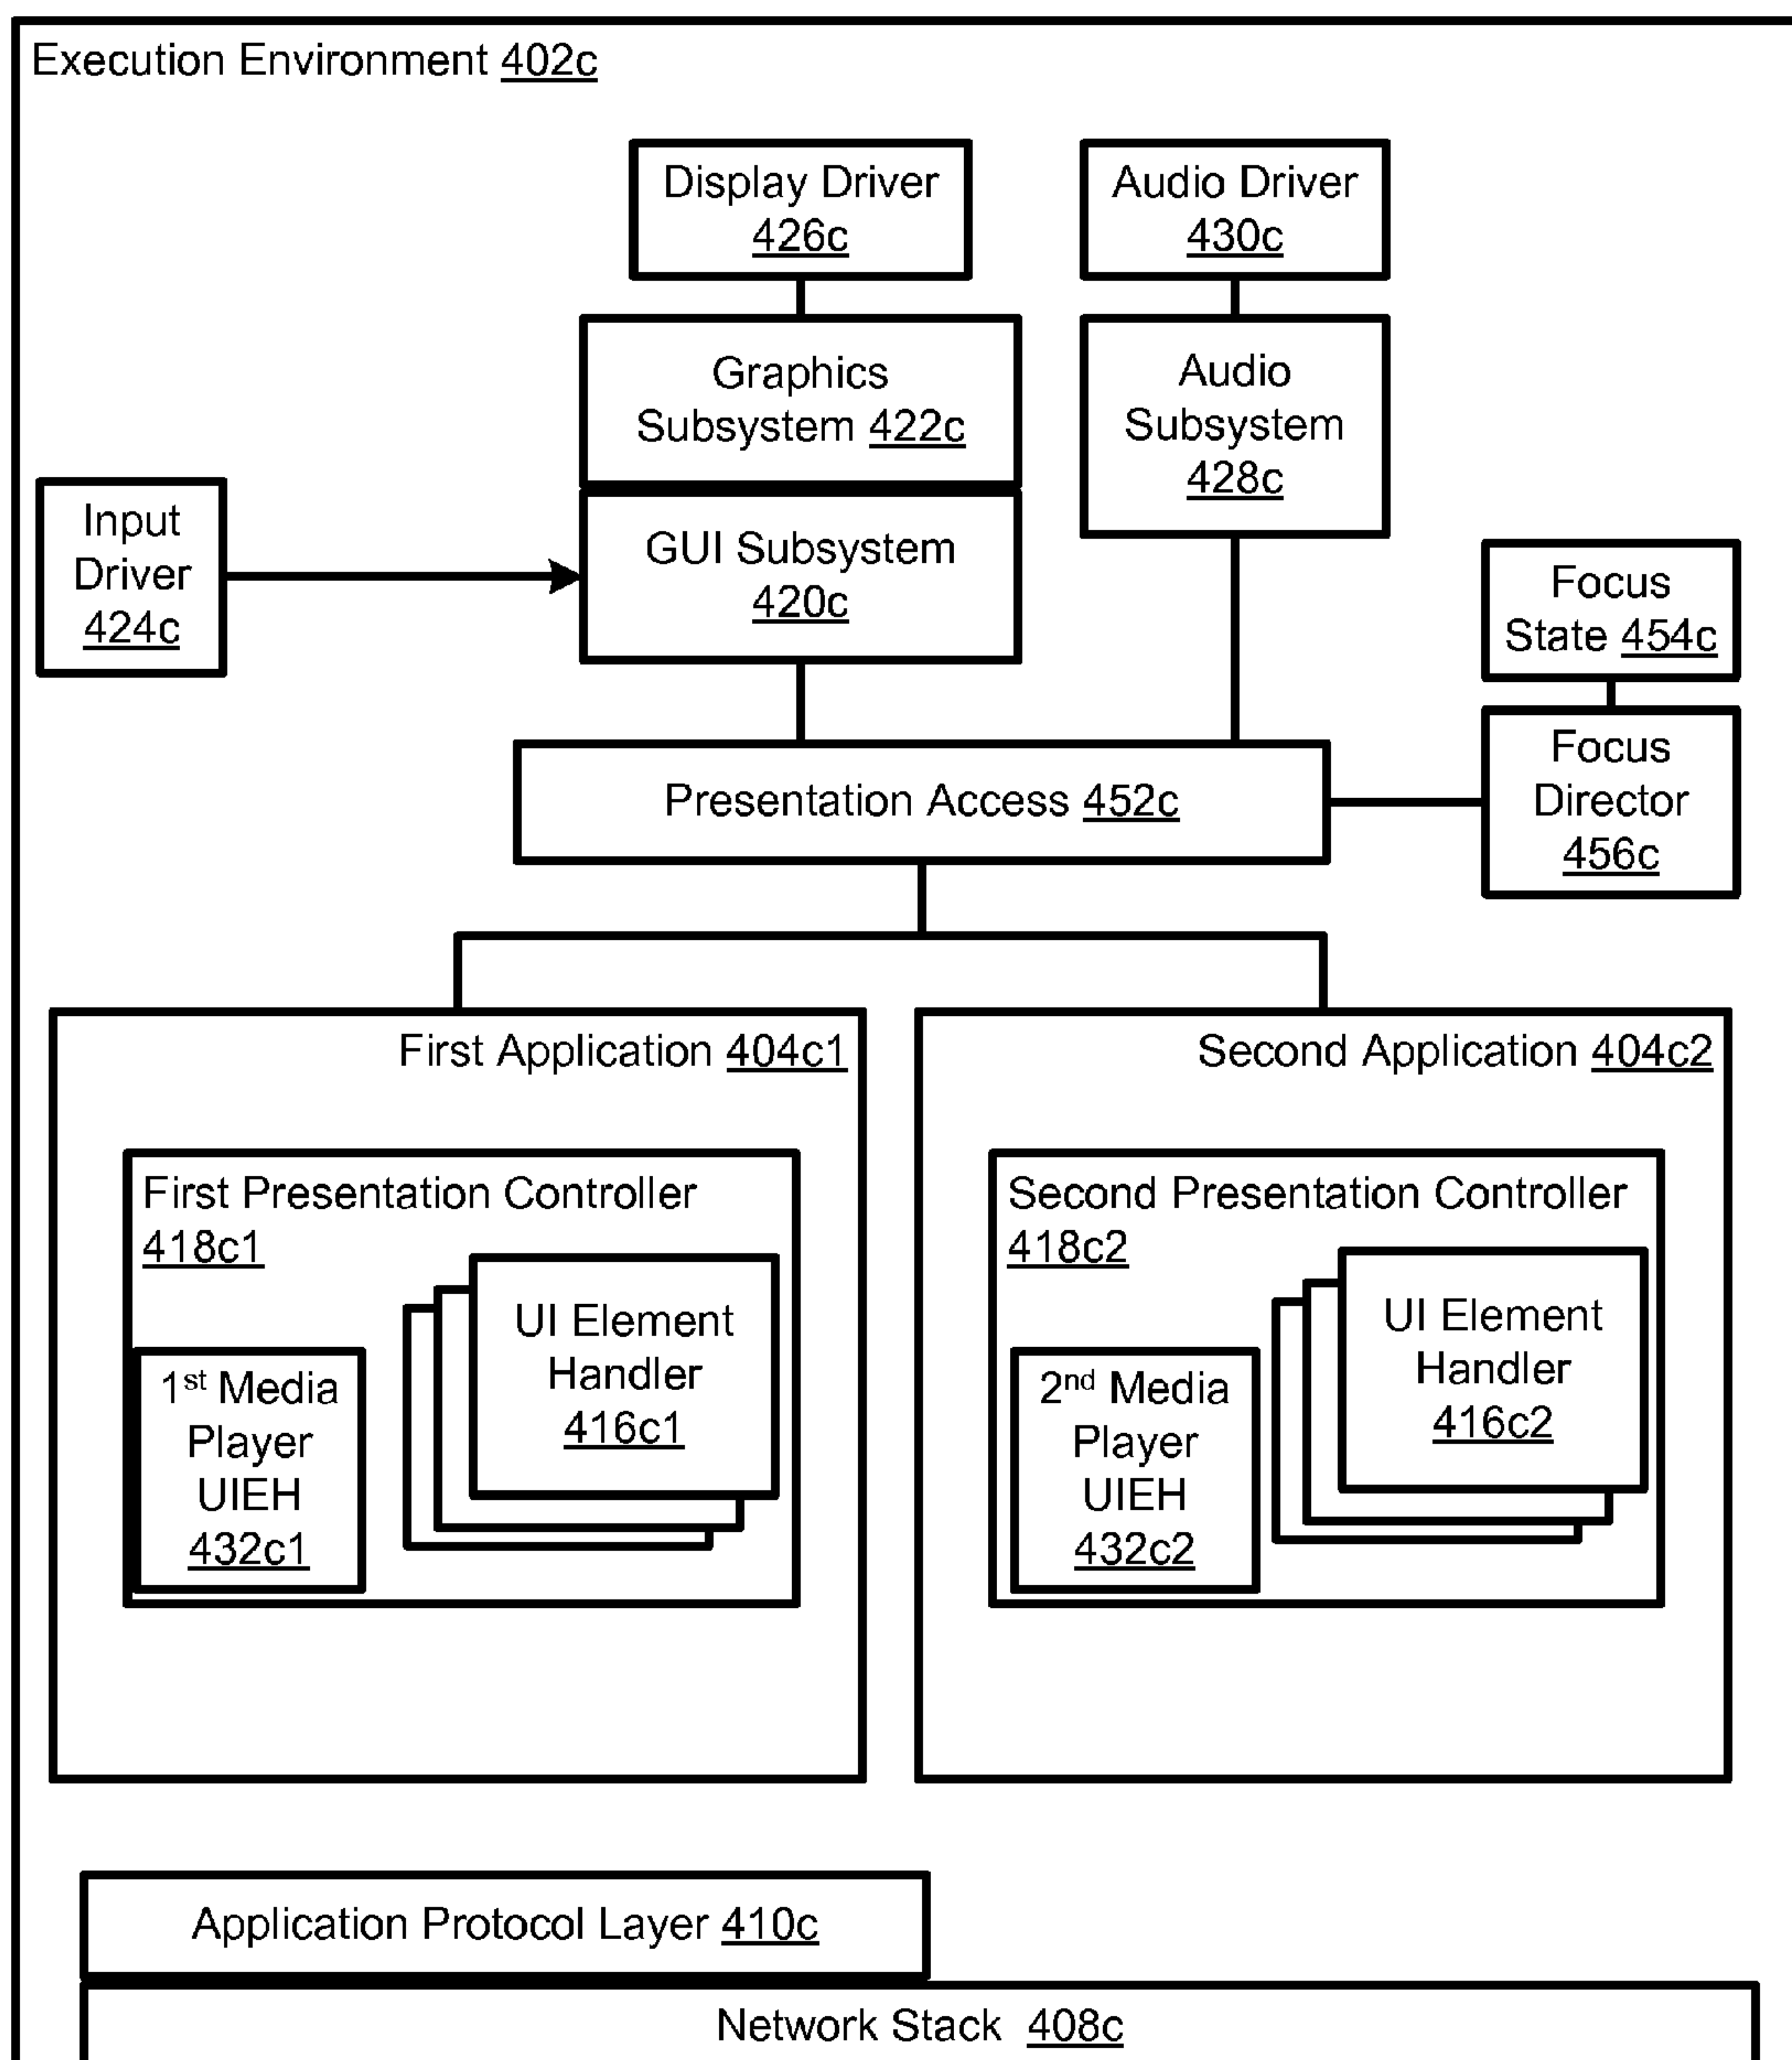 Execution Environment 402c
Display Driver
426c
Audio Driver
430c
Graphics
Subsystem 422c
Audio
Subsystem
428c
Input
Driver
424c
GUI Subsystem
420c
Focus
State 454c
Presentation Access 452c
Focus
Director
456c
First Application 404c1
First Presentation Controller
418c1
UI Element
Handler
416c1
1st Media
Player
UIEH
432c1
Second Application 404c2
Second Presentation Controller
418c2
UI Element
Handler
416c2
2nd Media
Player
UIEH
432c2
Application Protocol Layer 410c
Network Stack 408c